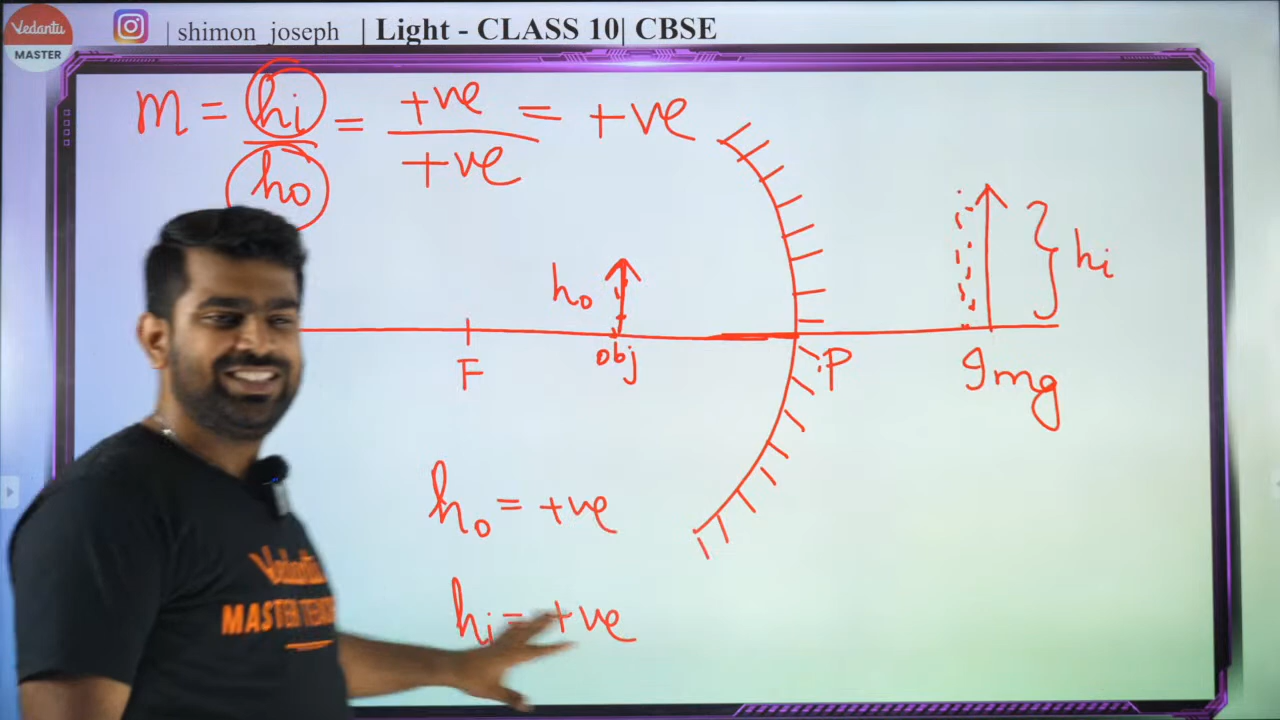 Vedantu
MASTER
| shimon_joseph | Light - CLASS 10| CBSE
m = hi/ho = +ve/+ve = +ve
ho
hi
F
obj
P
Img
ho = +ve
hi = +ve
Vedantu
MASTER TE